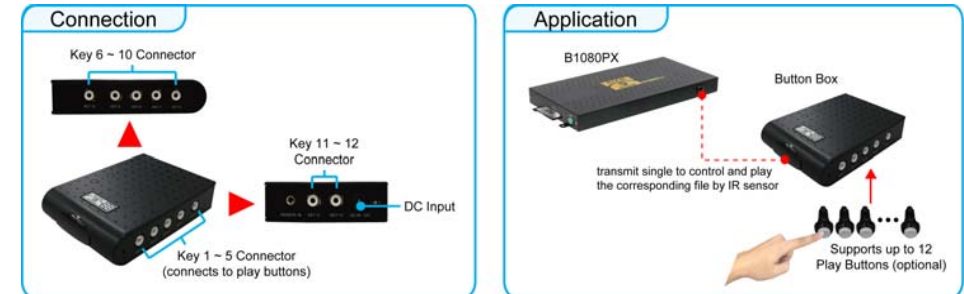 Connection
Key 6 ~ 10 Connector
Key 11 ~ 12
Connector
DC Input
Key 1 ~ 5 Connector
(connects to play buttons)
Application
B1080PX
Button Box
transmit single to control and play
the corresponding file by IR sensor
Supports up to 12
Play Buttons (optional)